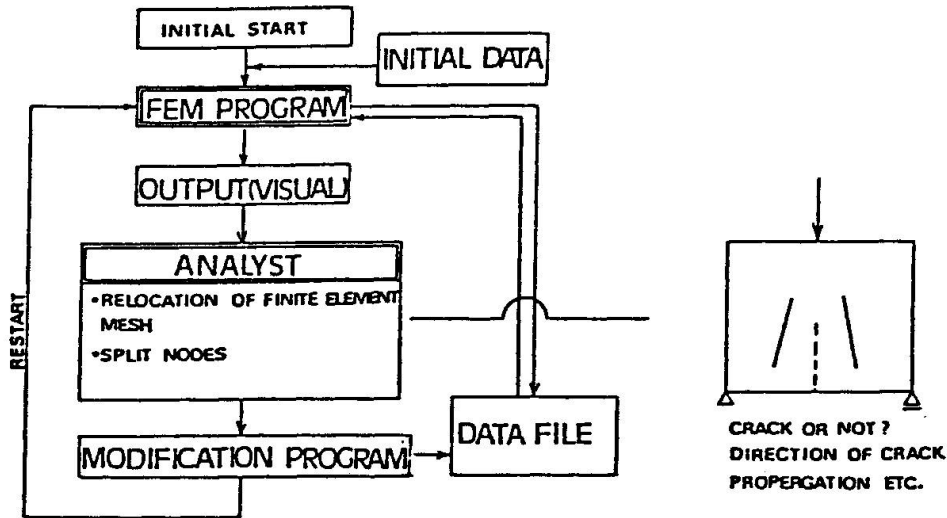 INITIAL START
INITIAL DATA
FEM PROGRAM
OUTPUT(VISUAL)
ANALYST
•RELOCATION OF FINITE ELEMENT
MESH
•SPLIT NODES
RESTART
MODIFICATION PROGRAM
DATA FILE
CRACK OR NOT?
DIRECTION OF CRACK
PROPERGATION ETC.